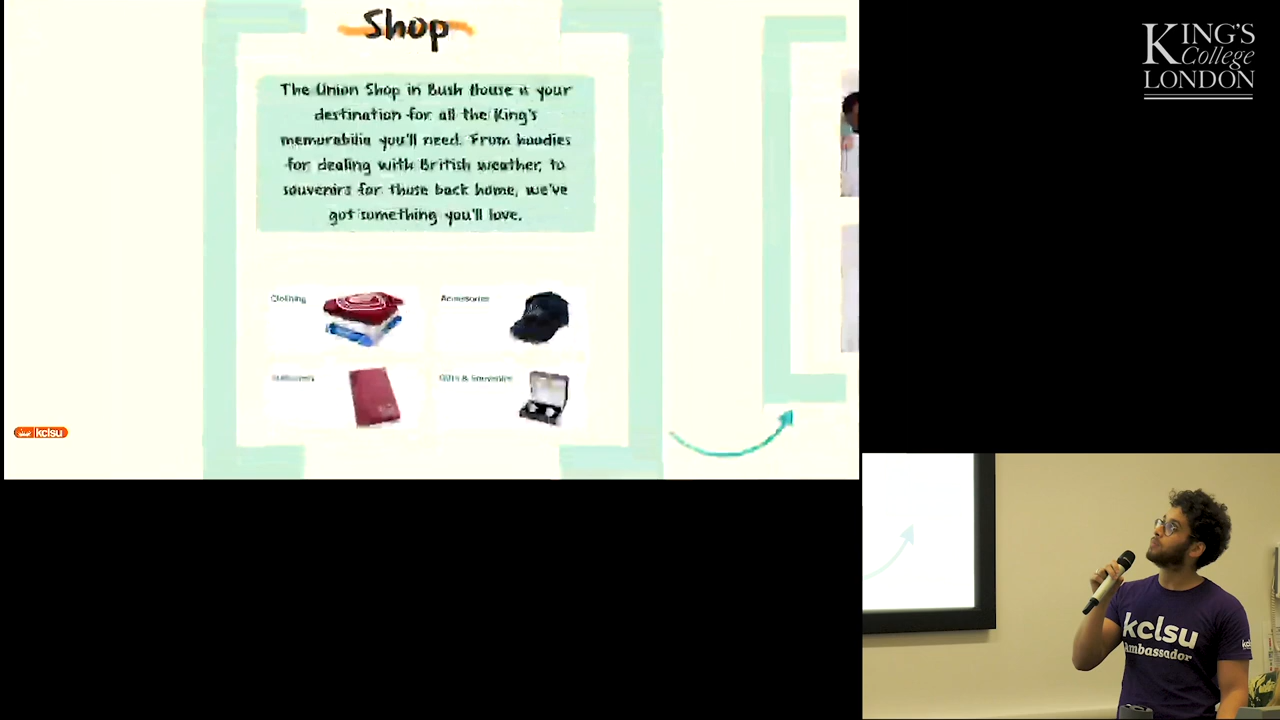 Shop
The Union Shop in Bush House is your
destination for all the King's
memorabilia you'll need. From hoodies
for dealing with British weather, to
souvenirs for those back home, we've
got something you'll love.
Clothing
Accessories
Gifts & Souvenirs
kclsu
KING'S
College
LONDON
kclsu
Ambassador